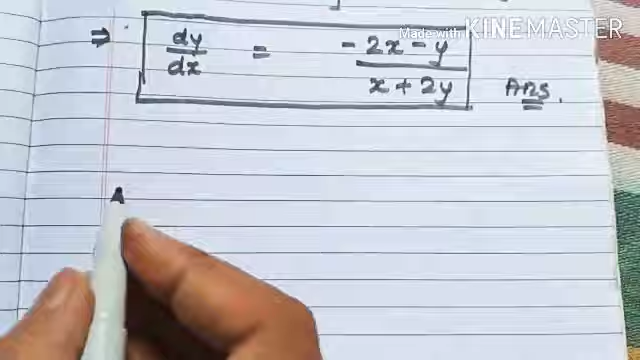 Made with KINEMASTER
⇒ dy/dx = -2x-y/x+2y Ans.